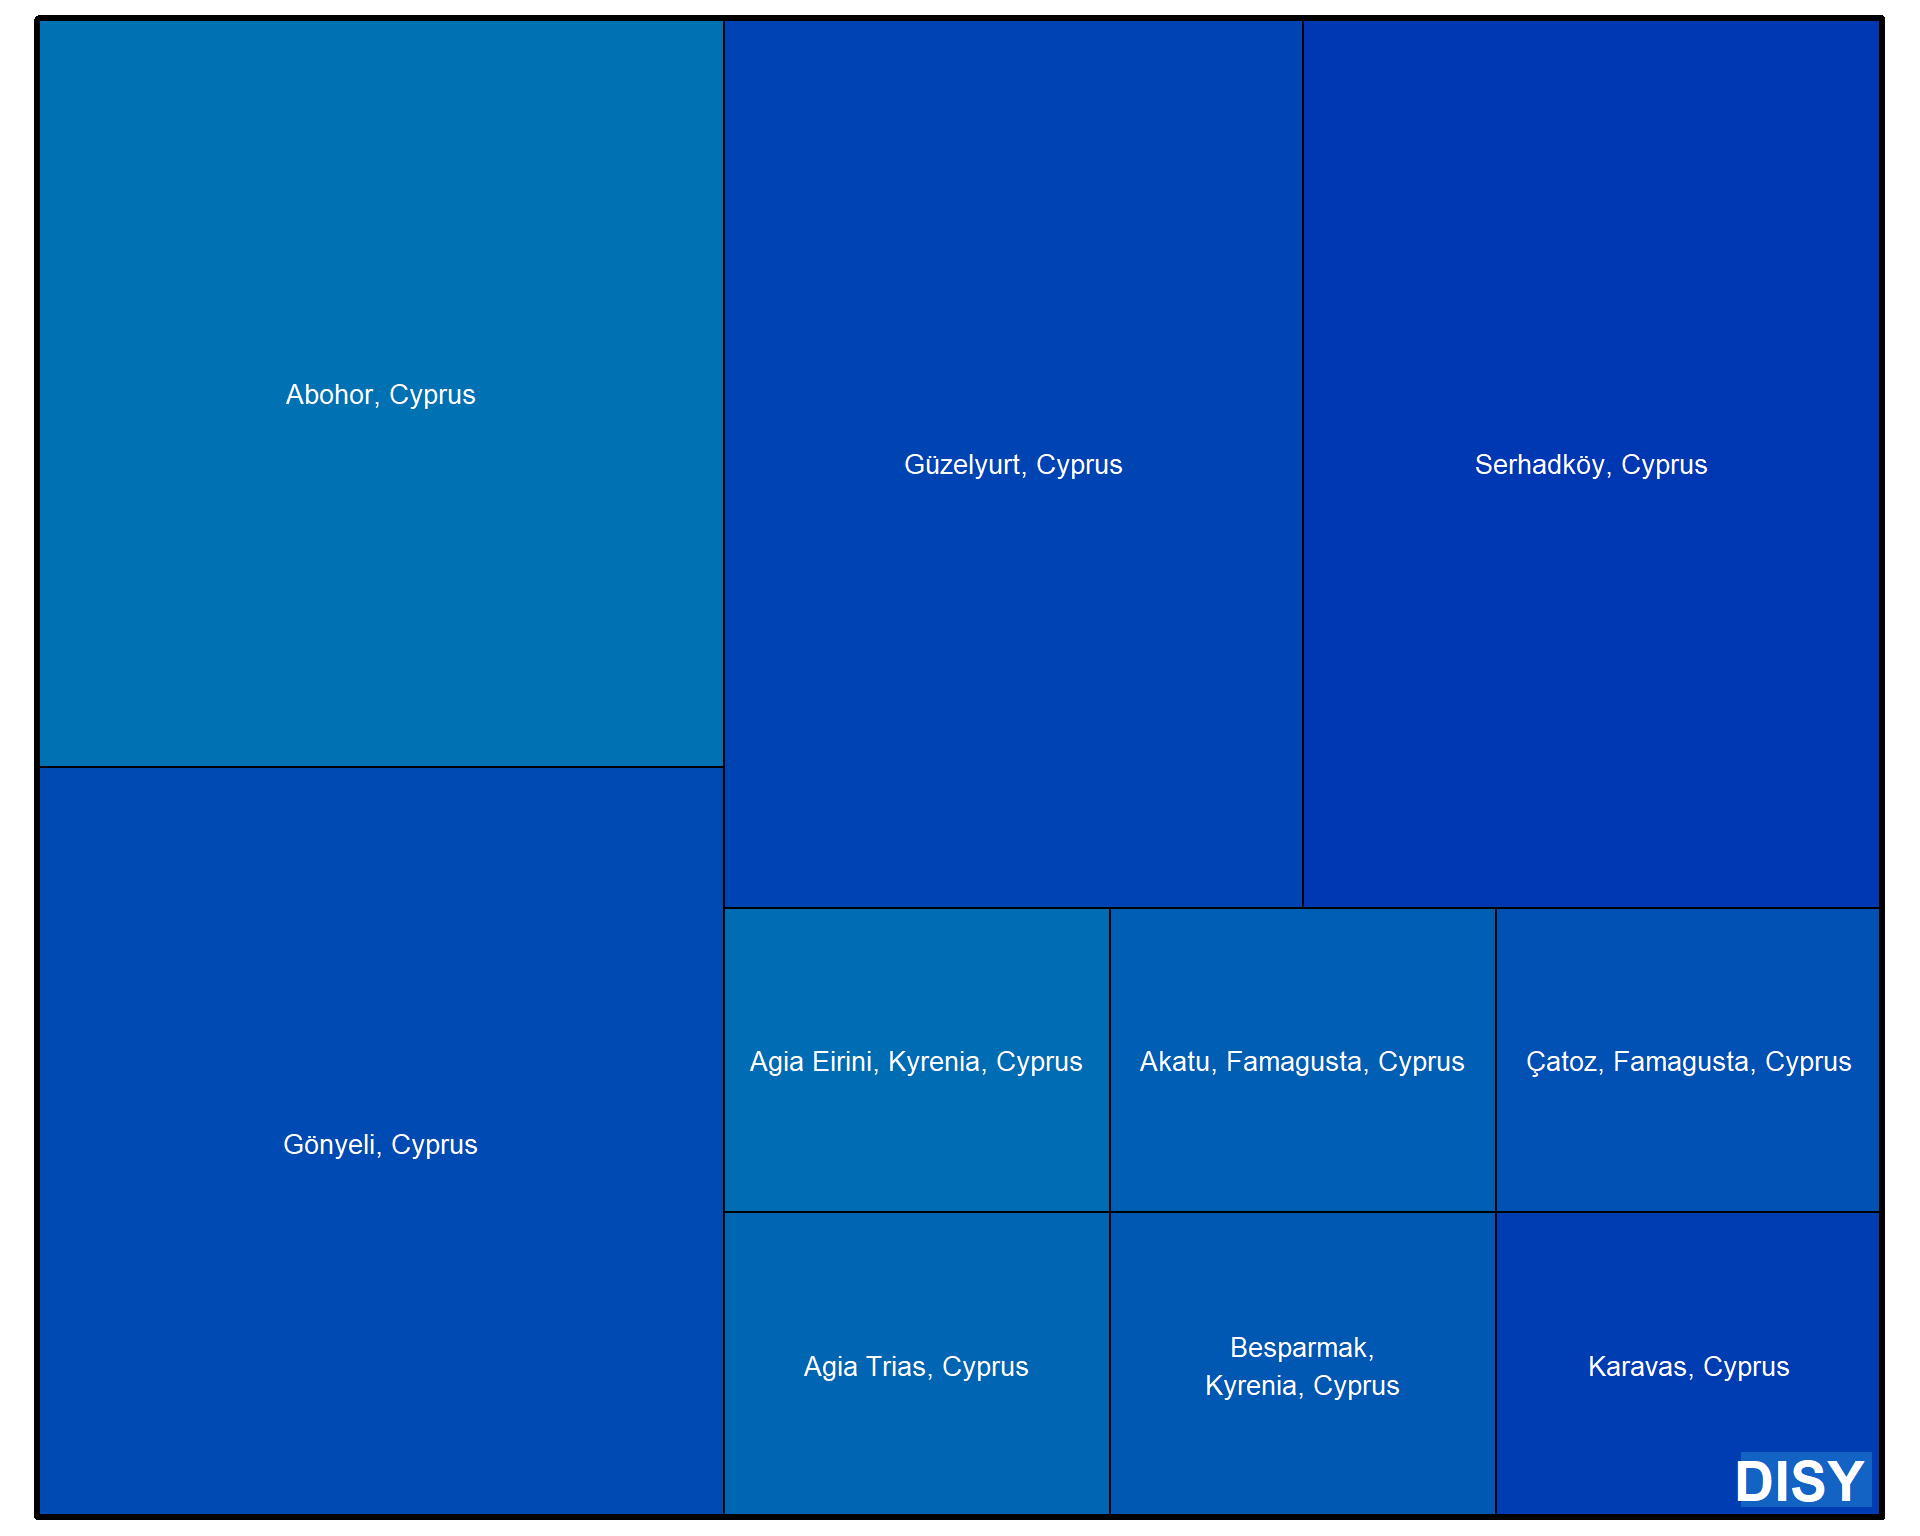 Abohor, Cyprus
Güzelyurt, Cyprus
Serhadköy, Cyprus
Gönyeli, Cyprus
Agia Eirini, Kyrenia, Cyprus
Akatu, Famagusta, Cyprus
Çatoz, Famagusta, Cyprus
Agia Trias, Cyprus
Besparmak,
Kyrenia, Cyprus
Karavas, Cyprus
DISY